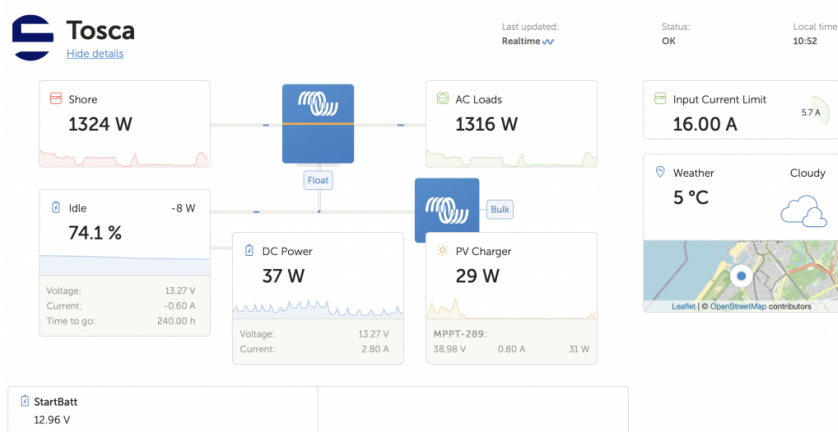 Tosca
Hide details
Last updated:
Realtime
Status:
OK
Local time
10:52
Shore
1324 W
AC Loads
1316 W
Input Current Limit
16.00 A
5.7 A
Float
Weather
Cloudy
5 °C
Idle
-8 W
74.1 %
Bulk
Voltage:
13.27 V
Current:
-0.60 A
Time to go:
240.00 h
DC Power
37 W
Voltage:
13.27 V
Current:
2.80 A
PV Charger
29 W
MPPT-289:
38.98 V
0.80 A
31 W
Leaflet | © OpenStreetMap contributors
StartBatt
12.96 V